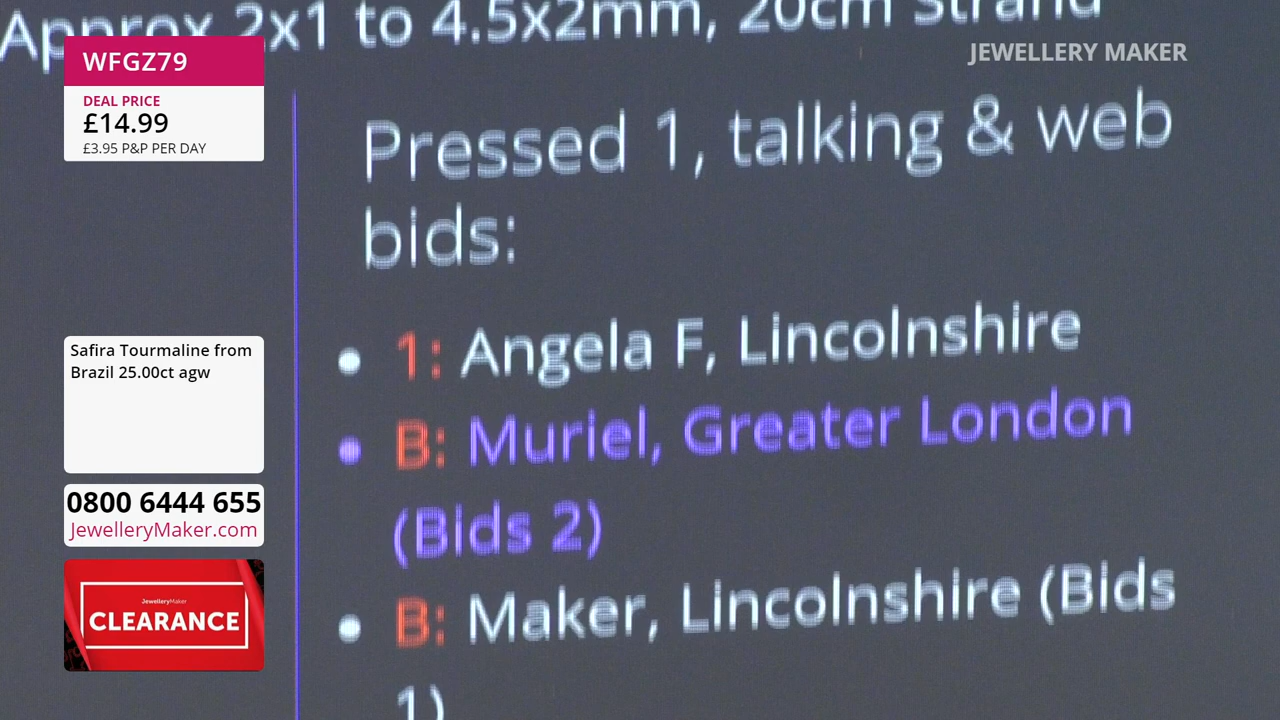 Approx 2x1 to 4.5x2mm, 20cm Strand
WFGZ79
JEWELLERY MAKER
DEAL PRICE
£14.99
£3.95 P&P PER DAY
Pressed 1, talking & web
bids:
1: Angela F, Lincolnshire
B: Muriel, Greater London
(Bids 2)
B: Maker, Lincolnshire (Bids
1)
Safira Tourmaline from
Brazil 25.00ct agw
0800 6444 655
JewelleryMaker.com
JewelleryMaker
CLEARANCE